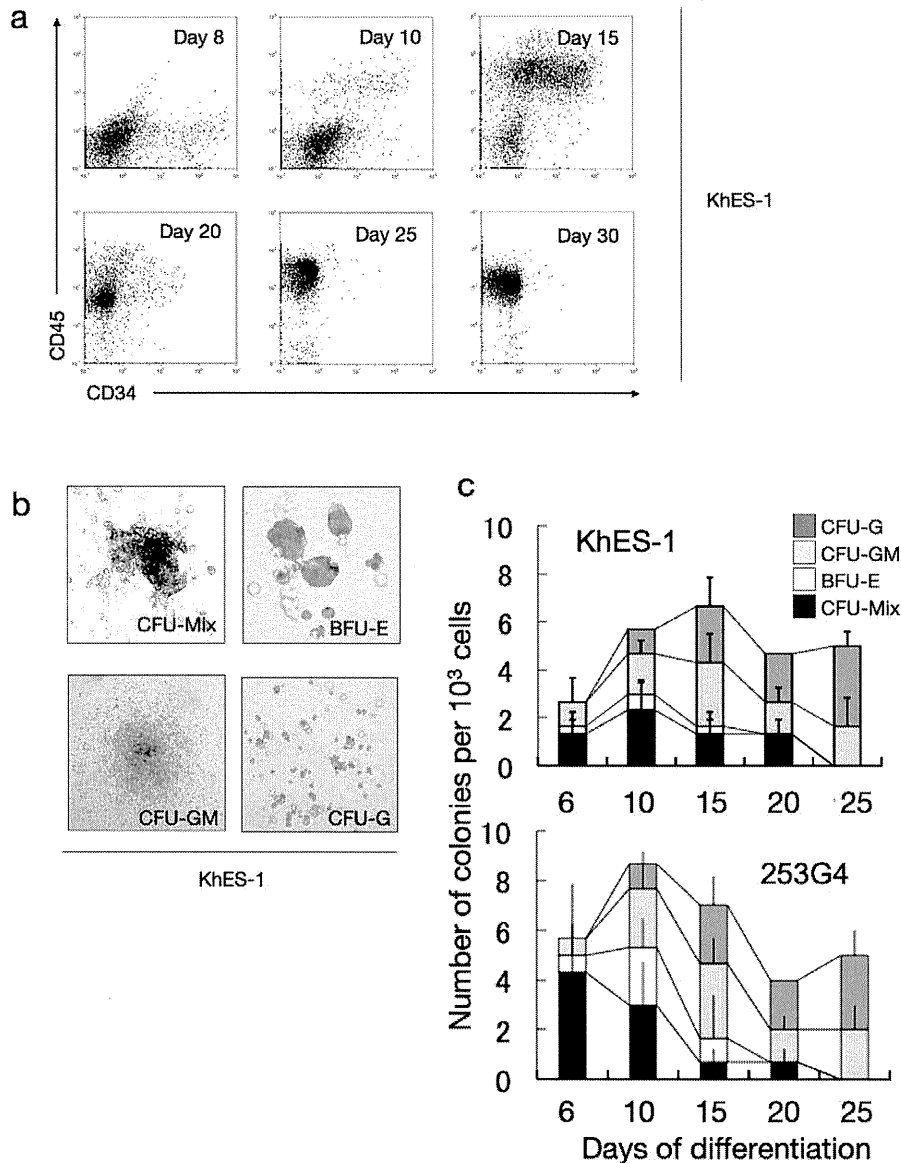 a
Day 8
Day 10
Day 15
Day 20
Day 25
Day 30
CD45
CD34
KhES-1
b
CFU-Mix
BFU-E
CFU-GM
CFU-G
KhES-1
c
Number of colonies per 10³ cells
KhES-1
CFU-G
CFU-GM
BFU-E
CFU-Mix
10
8
6
4
2
0
6 10 15 20 25
253G4
10
8
6
4
2
0
6 10 15 20 25
Days of differentiation